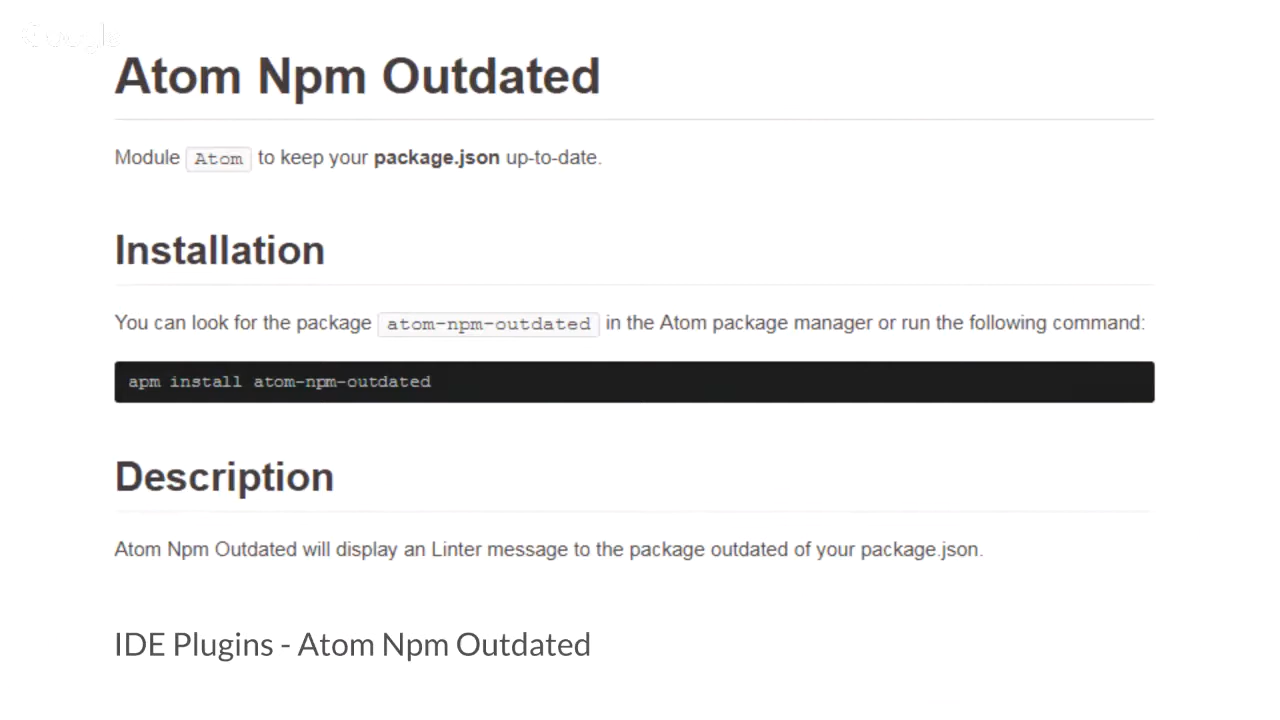 Google
Atom Npm Outdated
Module Atom to keep your package.json up-to-date.
Installation
You can look for the package atom-npm-outdated in the Atom package manager or run the following command:
apm install atom-npm-outdated
Description
Atom Npm Outdated will display an Linter message to the package outdated of your package.json.
IDE Plugins - Atom Npm Outdated